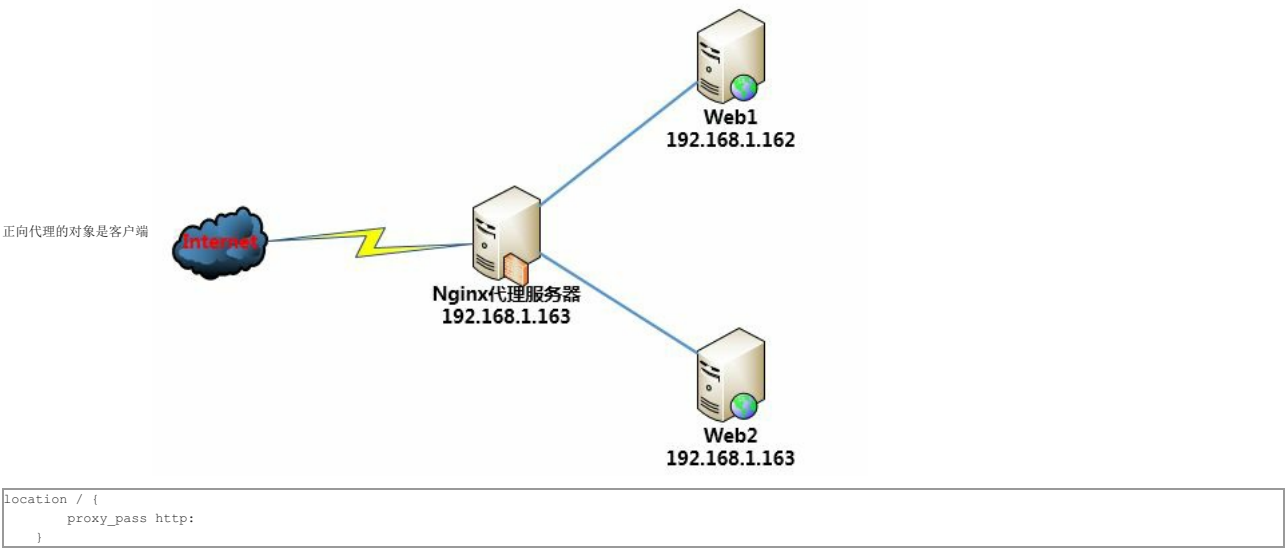 Web1
192.168.1.162
正向代理的对象是客户端
Internet
Nginx代理服务器
192.168.1.163
Web2
192.168.1.163
location / {
proxy_pass http:
}